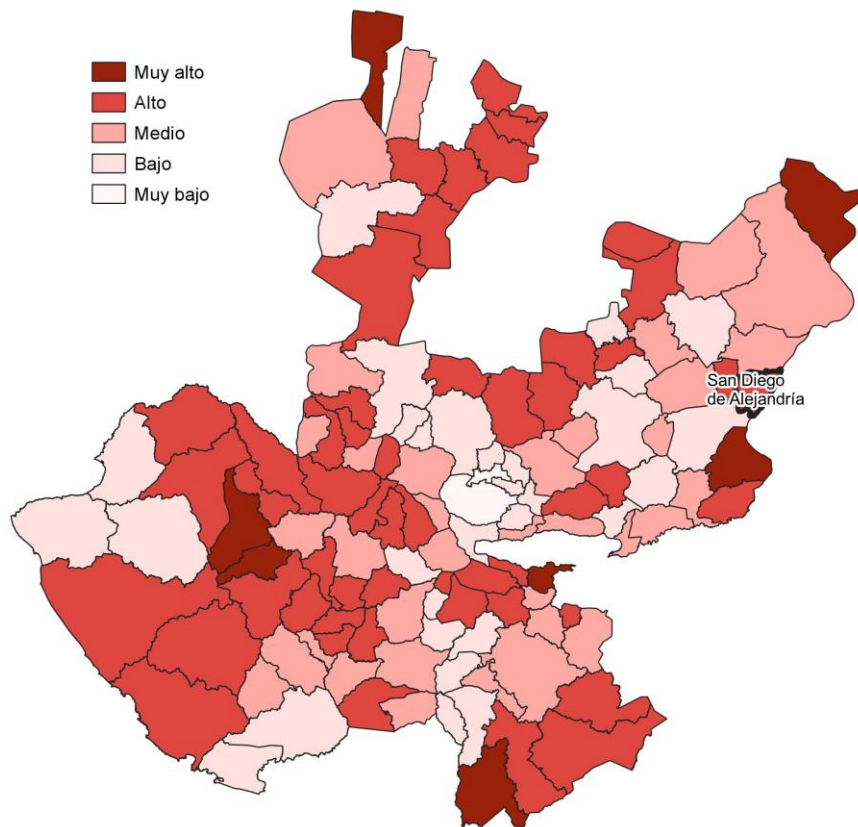 Muy alto
Alto
Medio
Bajo
Muy bajo
San Diego
de Alejandría